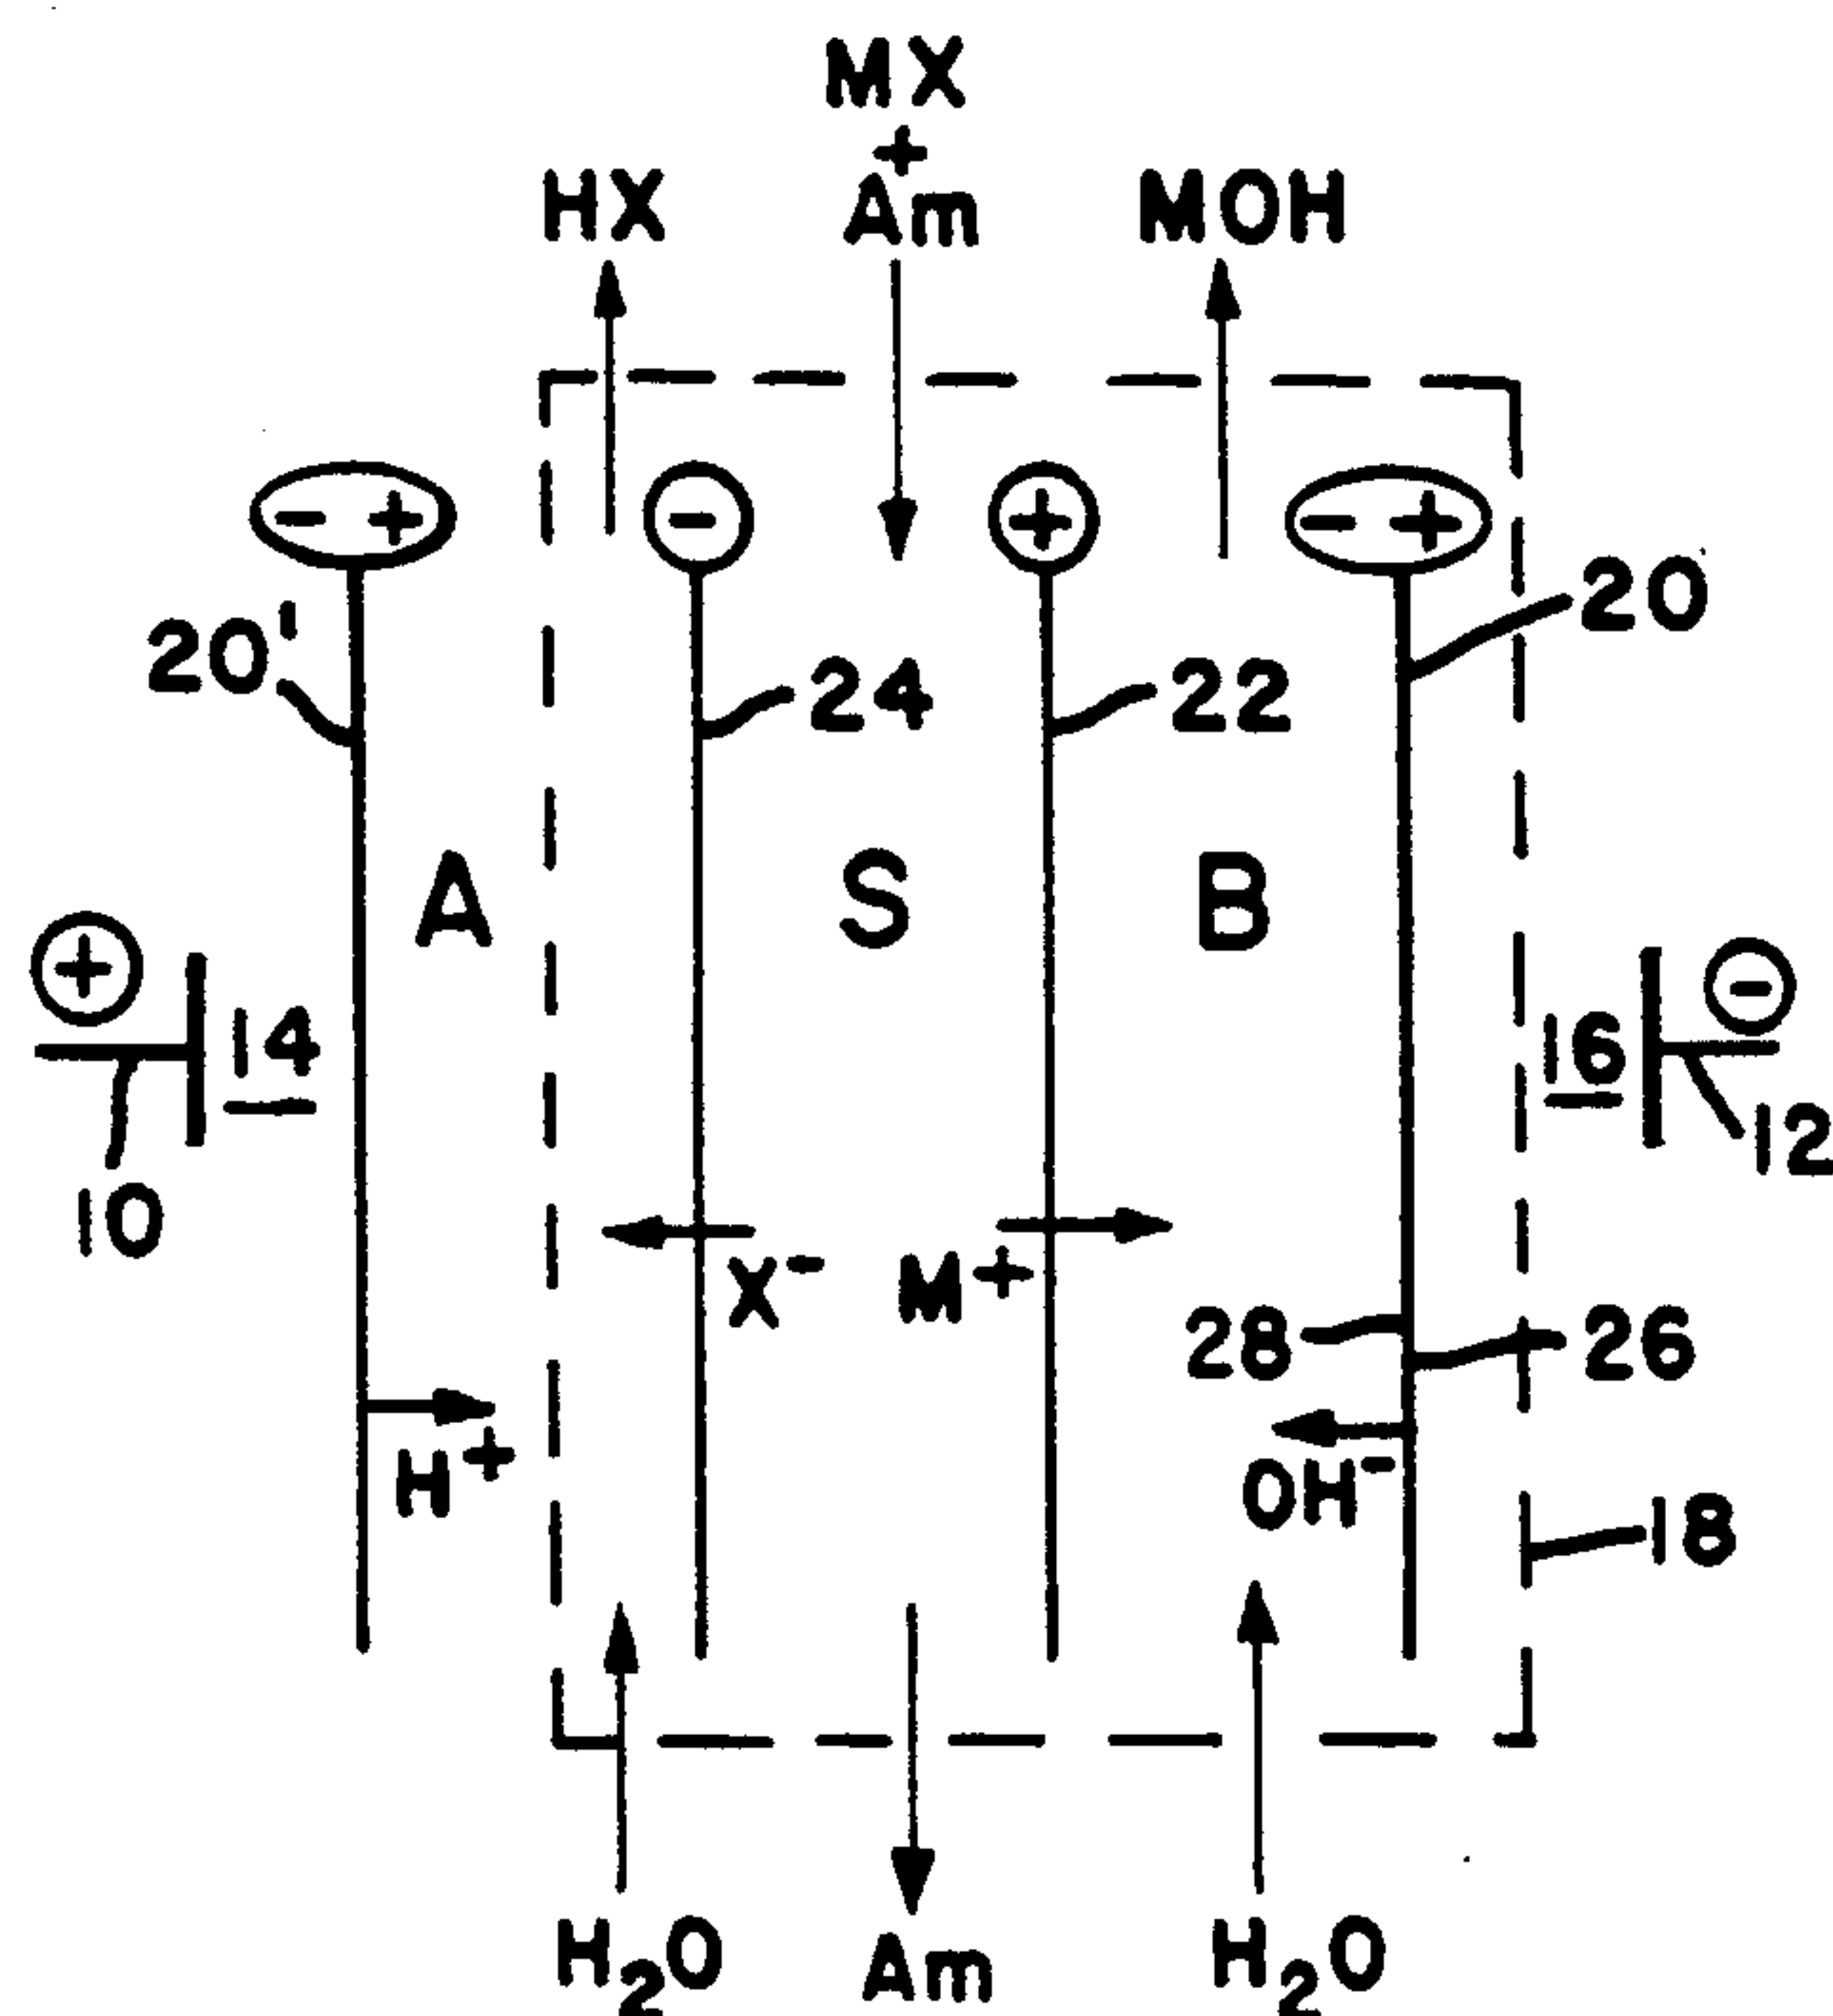 MX
+
HX Am MOH
- + - + - +
20' 24 22 20
A S B
+ 14 16 -
10 12
X⁻ M⁺
28 26
H⁺ OH⁻
18
H₂O Am H₂O